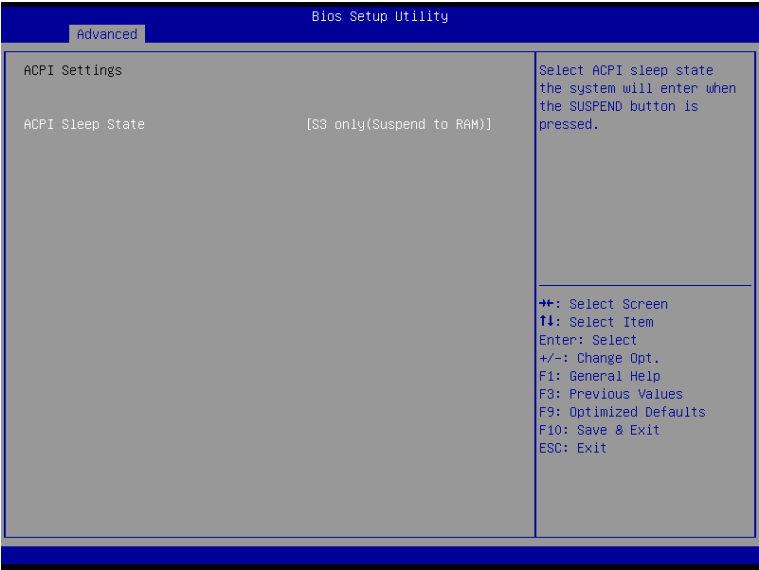 Bios Setup Utility
Advanced
ACPI Settings
ACPI Sleep State [S3 only(Suspend to RAM)]
Select ACPI sleep state
the system will enter when
the SUSPEND button is
pressed.
→←: Select Screen
↑↓: Select Item
Enter: Select
+/-: Change Opt.
F1: General Help
F3: Previous Values
F9: Optimized Defaults
F10: Save & Exit
ESC: Exit